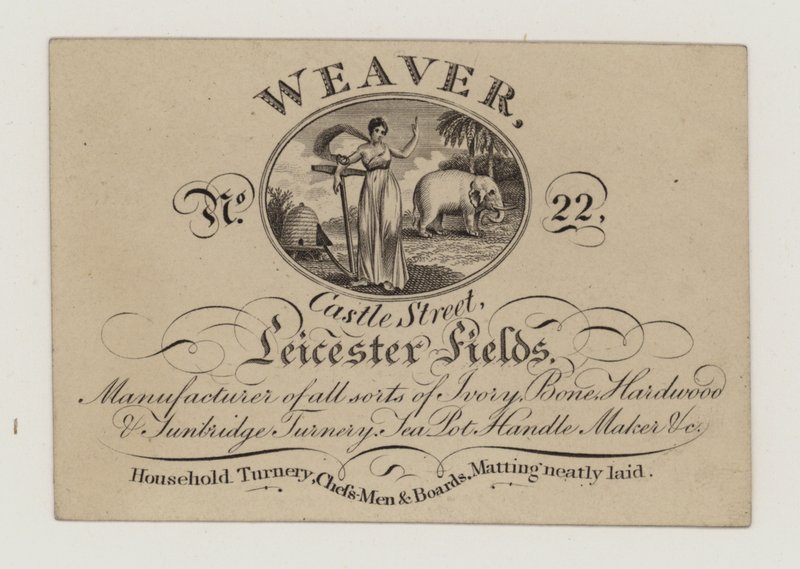 WEAVER,
No. 22,
Castle Street,
Leicester Fields.
Manufacturer of all sorts of Ivory, Bone, Hardwood
& Tunbridge Turnery. Tea Pot Handle Maker &c.
Household Turnery, Cheſs-Men & Boards. Matting neatly laid.